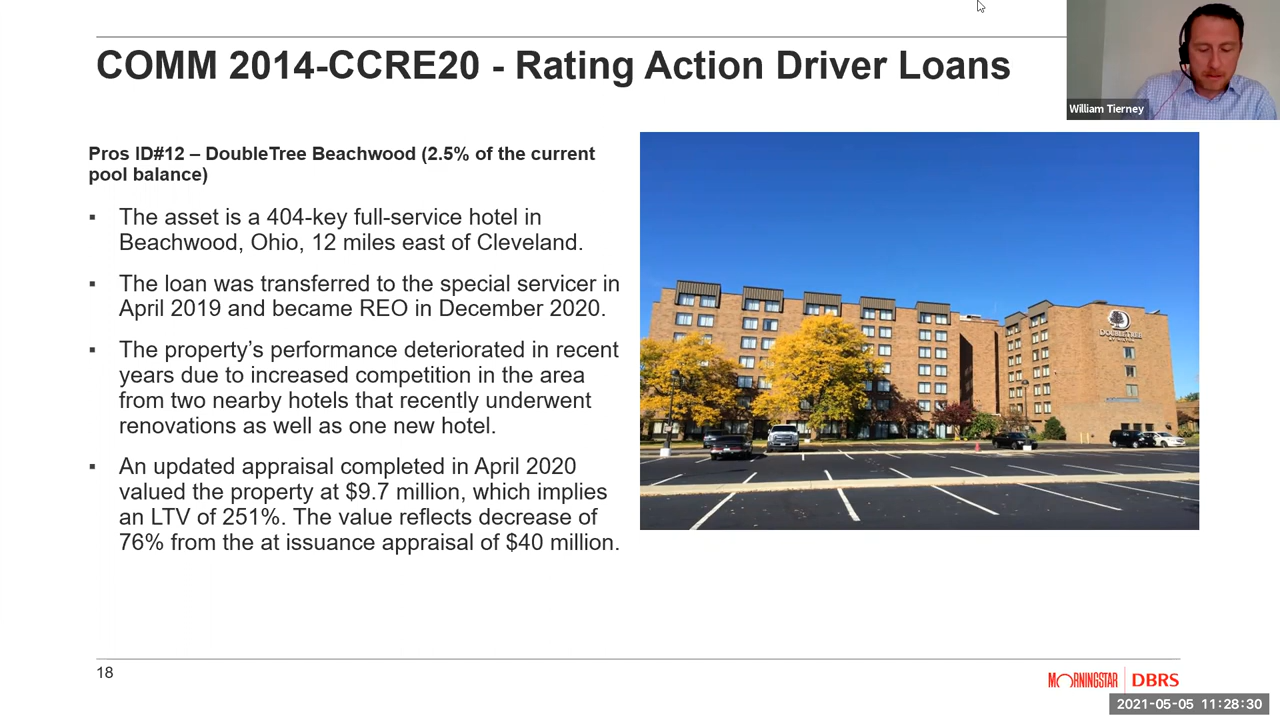 COMM 2014-CCRE20 - Rating Action Driver Loans
William Tierney
Pros ID#12 – DoubleTree Beachwood (2.5% of the current
pool balance)
▪ The asset is a 404-key full-service hotel in
Beachwood, Ohio, 12 miles east of Cleveland.
▪ The loan was transferred to the special servicer in
April 2019 and became REO in December 2020.
▪ The property’s performance deteriorated in recent
years due to increased competition in the area
from two nearby hotels that recently underwent
renovations as well as one new hotel.
▪ An updated appraisal completed in April 2020
valued the property at $9.7 million, which implies
an LTV of 251%. The value reflects decrease of
76% from the at issuance appraisal of $40 million.
DOUBLETREE
18
MORNINGSTAR | DBRS
2021-05-05 11:28:30